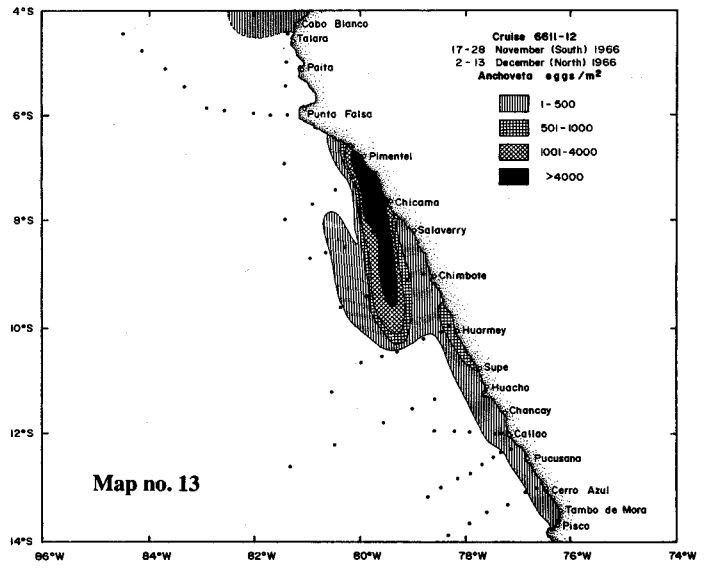 4°S
6°S
8°S
10°S
12°S
14°S
86°W
84°W
82°W
80°W
78°W
76°W
74°W
Cruise 6611-12
17-28 November (South) 1966
2-13 December (North) 1966
Anchoveta eggs/m²
1-500
501-1000
1001-4000
>4000
Cabo Blanco
Talara
Paita
Punta Falsa
Pimentel
Chicama
Salaverry
Chimbote
Huarmey
Supe
Huacho
Chancay
Callao
Pucusana
Cerro Azul
Tambo de Mora
Pisco
Map no. 13